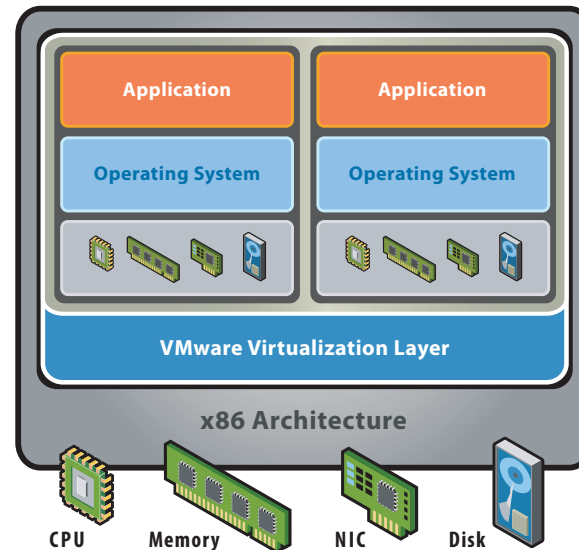 Application
Application
Operating System
Operating System
VMware Virtualization Layer
x86 Architecture
CPU
Memory
NIC
Disk